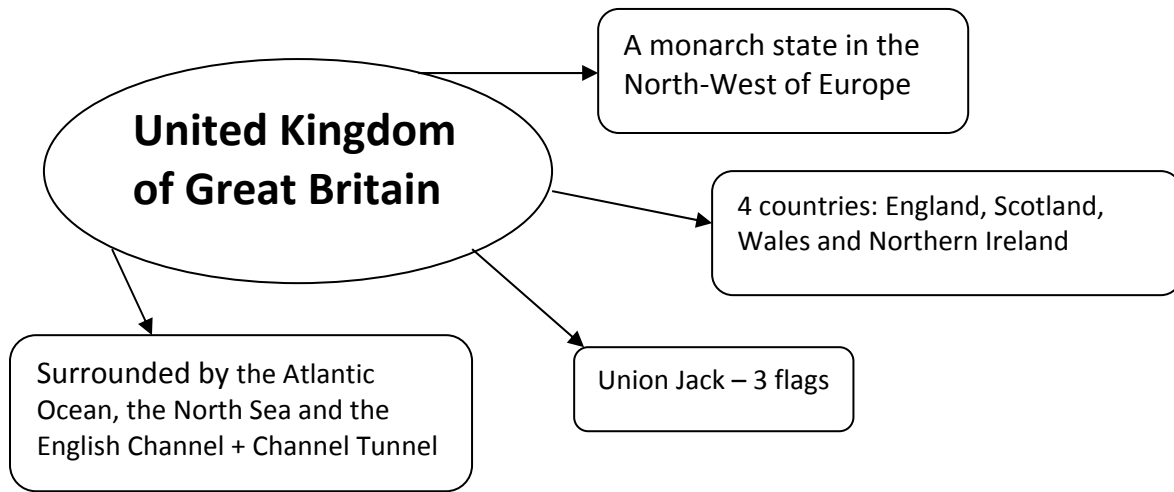 A monarch state in the
North-West of Europe
United Kingdom
of Great Britain
4 countries: England, Scotland,
Wales and Northern Ireland
Surrounded by the Atlantic
Ocean, the North Sea and the
English Channel + Channel Tunnel
Union Jack – 3 flags